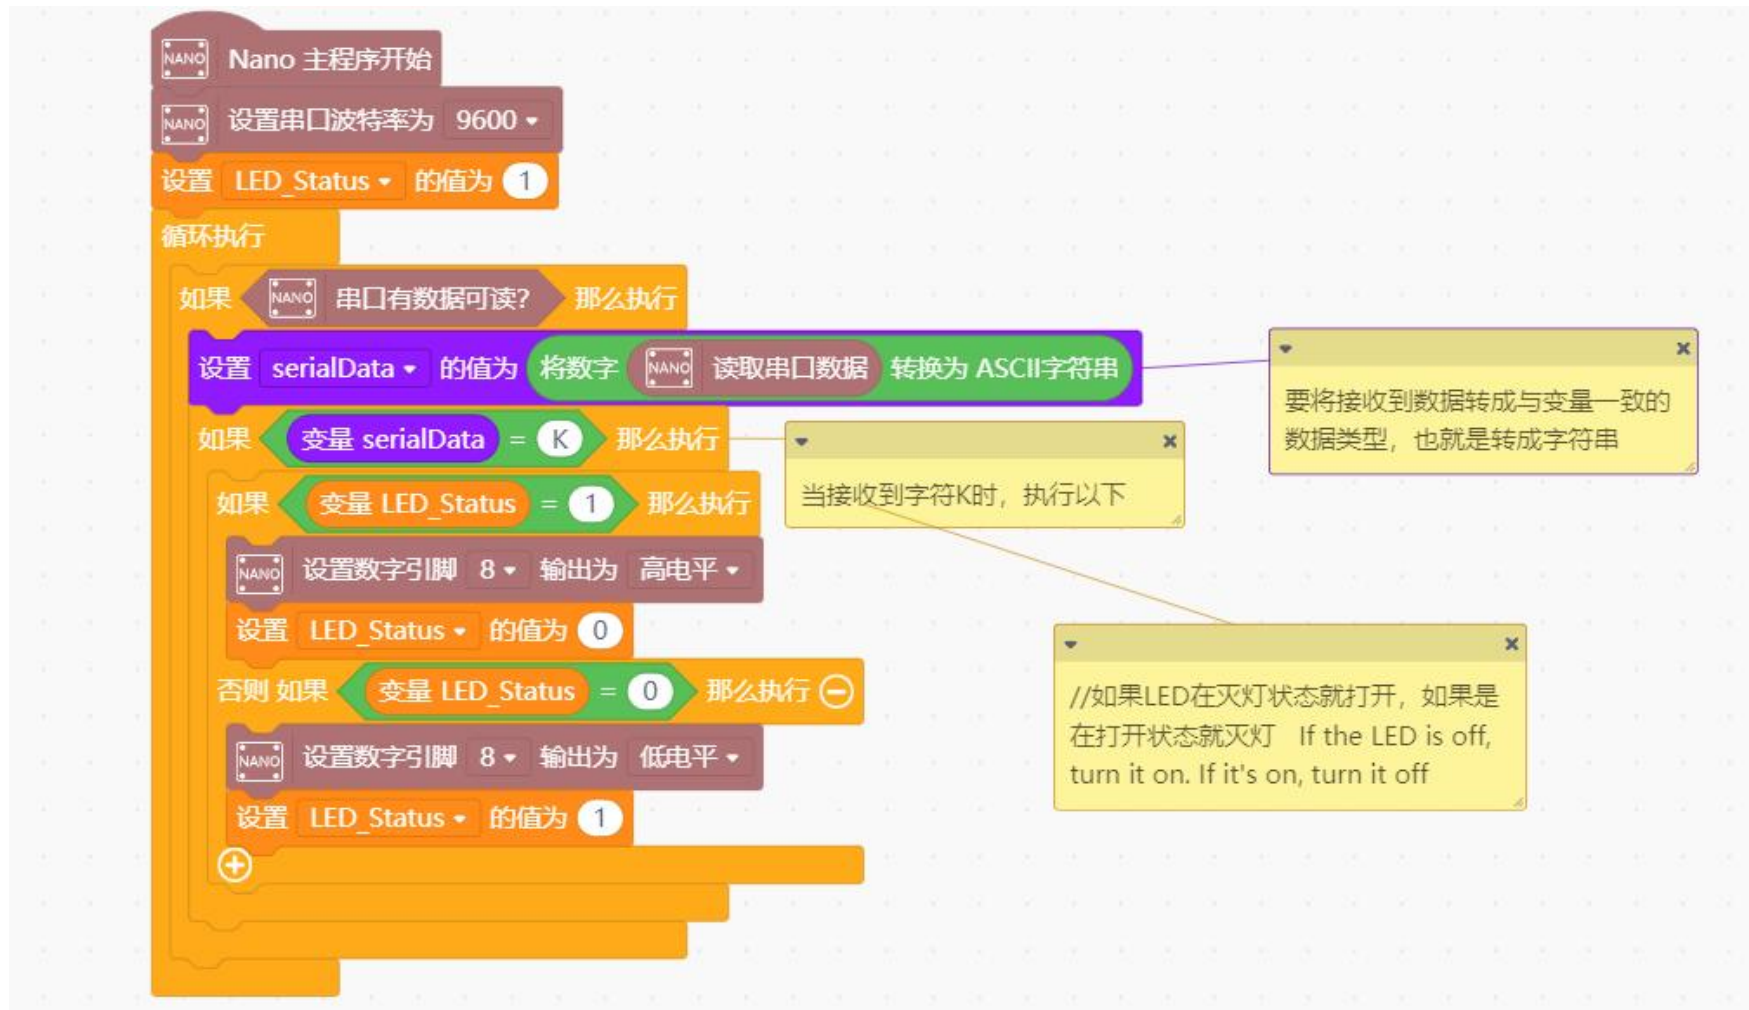 NANO Nano 主程序开始
NANO 设置串口波特率为 9600
设置 LED_Status 的值为 1
循环执行
如果 NANO 串口有数据可读? 那么执行
设置 serialData 的值为 将数字 NANO 读取串口数据 转换为 ASCII字符串
要将接收到数据转成与变量一致的
数据类型，也就是转成字符串
如果 变量 serialData = K 那么执行
当接收到字符K时，执行以下
如果 变量 LED_Status = 1 那么执行
NANO 设置数字引脚 8 输出为 高电平
设置 LED_Status 的值为 0
否则 如果 变量 LED_Status = 0 那么执行
//如果LED在灭灯状态就打开，如果是
在打开状态就灭灯 If the LED is off,
turn it on. If it's on, turn it off
NANO 设置数字引脚 8 输出为 低电平
设置 LED_Status 的值为 1